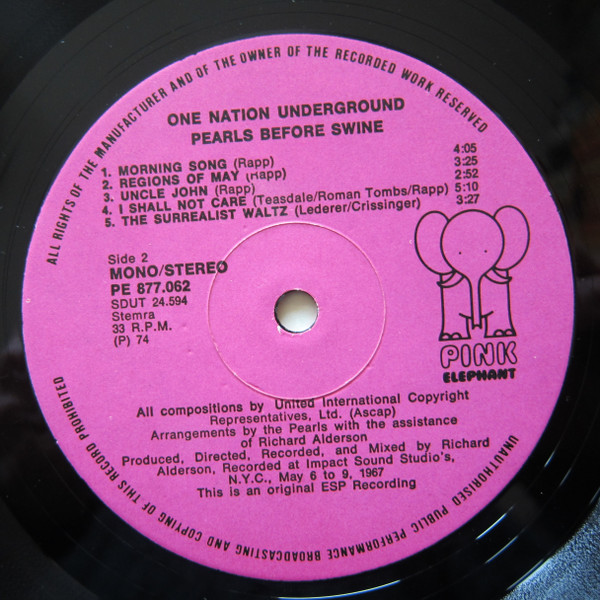 ALL RIGHTS OF THE MANUFACTURER AND OF THE OWNER OF THE RECORDED WORK RESERVED
ONE NATION UNDERGROUND
PEARLS BEFORE SWINE
1. MORNING SONG (Rapp) 4:05
2. REGIONS OF MAY (Rapp) 3:25
3. UNCLE JOHN (Rapp) 2:52
4. I SHALL NOT CARE (Teasdale/Roman Tombs/Rapp) 5:10
5. THE SURREALIST WALTZ (Lederer/Crissinger) 3:27
Side 2
MONO/STEREO
PE 877.062
SDUT 24.594
Stemra
33 R.P.M.
(P) 74
PINK
ELEPHANT
All compositions by United International Copyright
Representatives, Ltd. (Ascap)
Arrangements by the Pearls with the assistance
of Richard Alderson
Produced, Directed, Recorded, and Mixed by Richard
Alderson, Recorded at Impact Sound Studio's,
N.Y.C., May 6 to 9, 1967
This is an original ESP Recording
UNAUTHORISED PUBLIC PERFORMANCE BROADCASTING AND COPYING OF THIS RECORD PROHIBITED